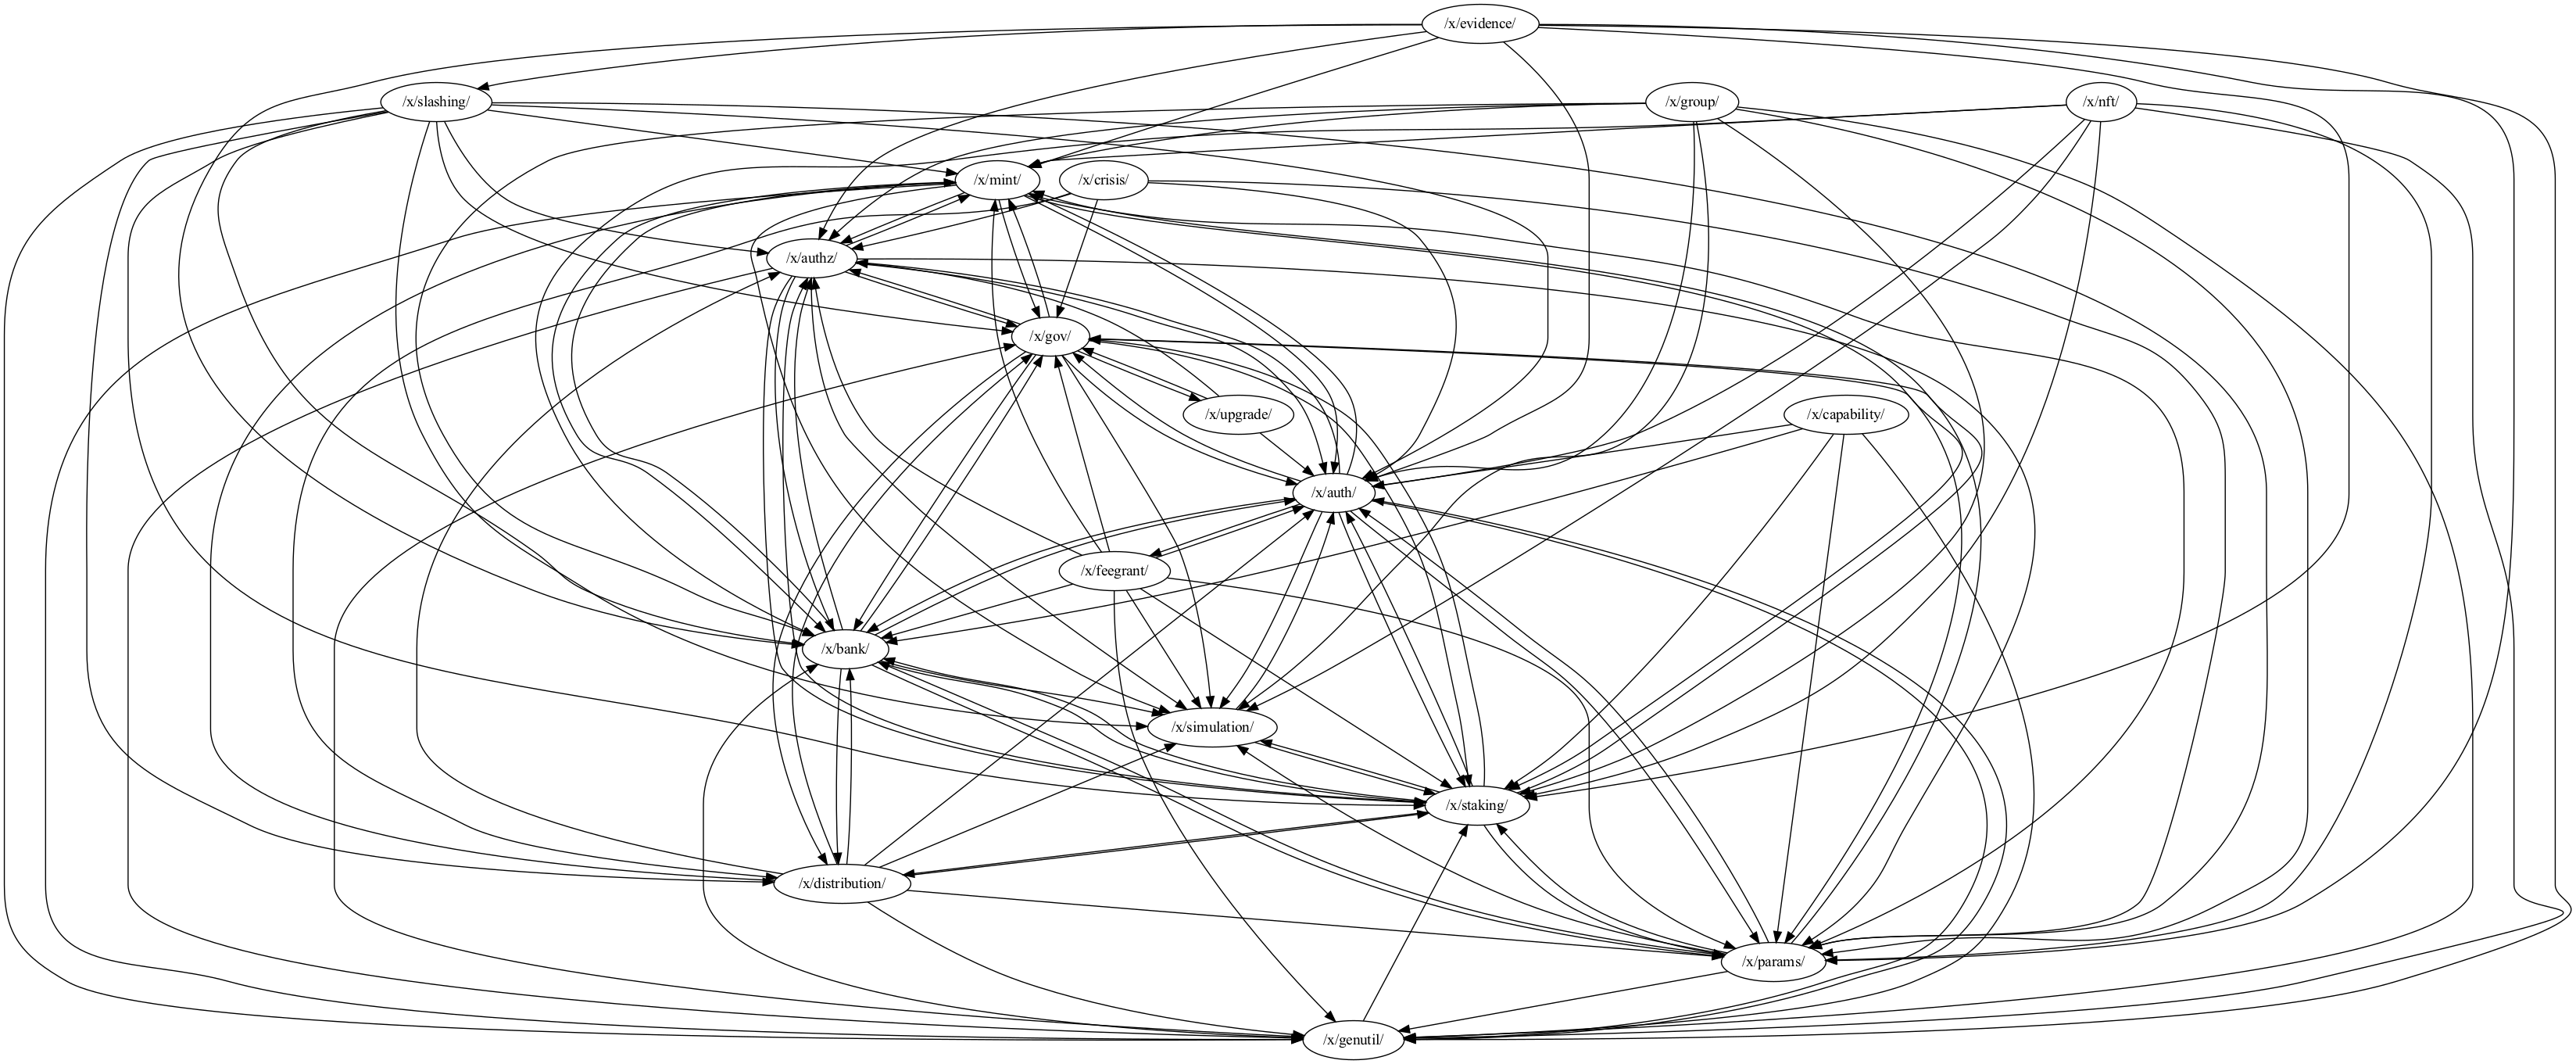 /x/evidence/
/x/slashing/
/x/group/
/x/nft/
/x/mint/
/x/crisis/
/x/authz/
/x/gov/
/x/upgrade/
/x/capability/
/x/auth/
/x/feegrant/
/x/bank/
/x/simulation/
/x/staking/
/x/distribution/
/x/params/
/x/genutil/